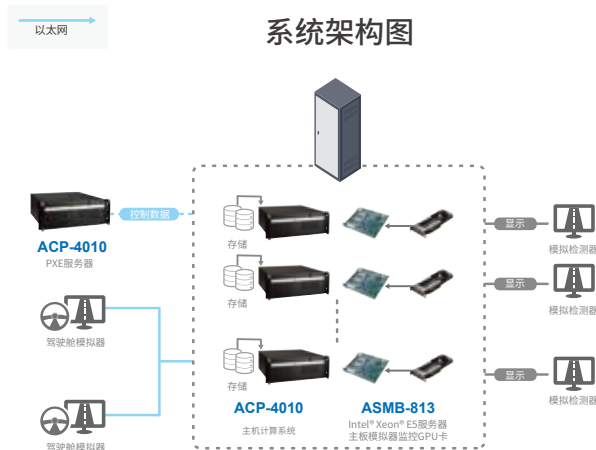 以太网
系统架构图
控制数据
ACP-4010
PXE服务器
存储
显示
模拟检测器
存储
显示
模拟检测器
驾驶舱模拟器
存储
显示
模拟检测器
ACP-4010
ASMB-813
主机计算系统
Intel® Xeon® E5服务器
主板模拟器监控GPU卡
驾驶舱模拟器